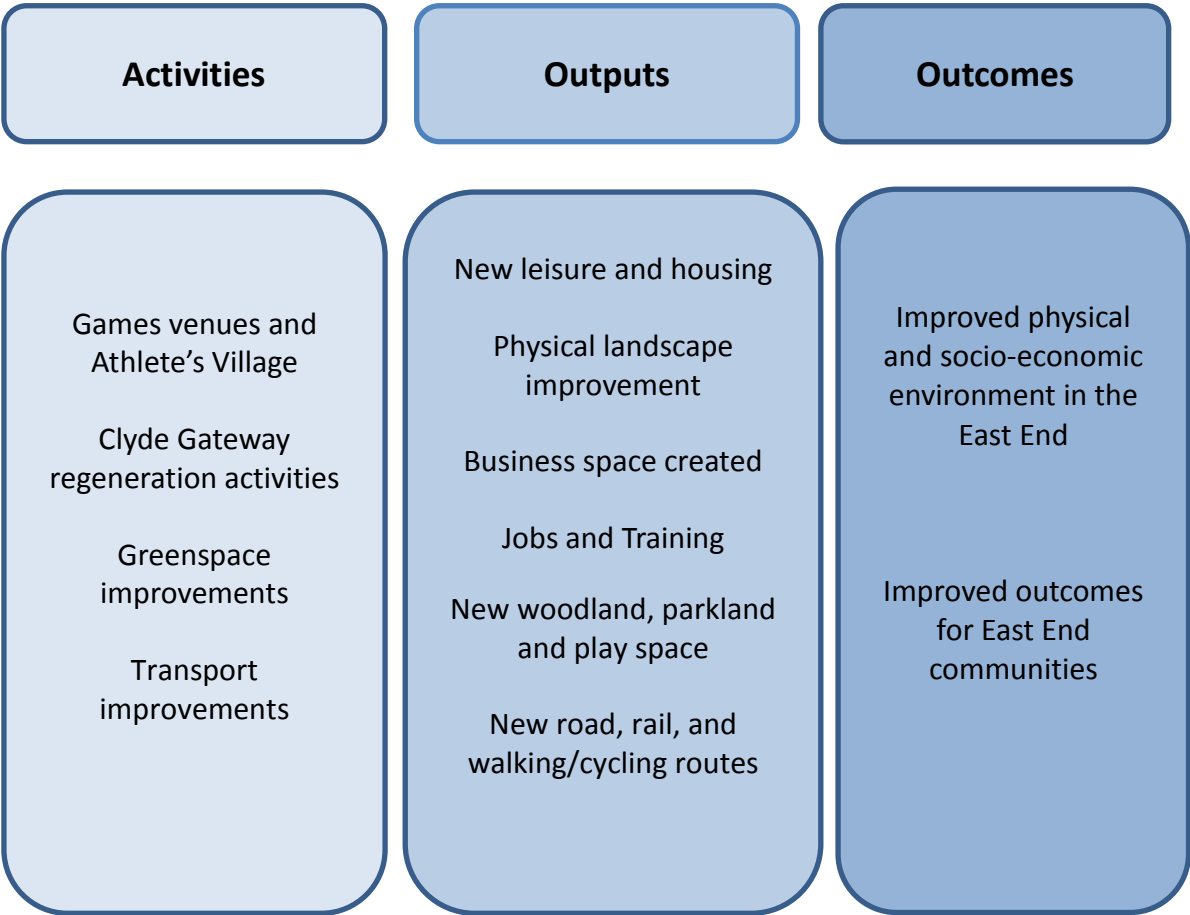 Activities
Outputs
Outcomes
Games venues and
Athlete’s Village
Clyde Gateway
regeneration activities
Greenspace
improvements
Transport
improvements
New leisure and housing
Physical landscape
improvement
Business space created
Jobs and Training
New woodland, parkland
and play space
New road, rail, and
walking/cycling routes
Improved physical
and socio-economic
environment in the
East End
Improved outcomes
for East End
communities